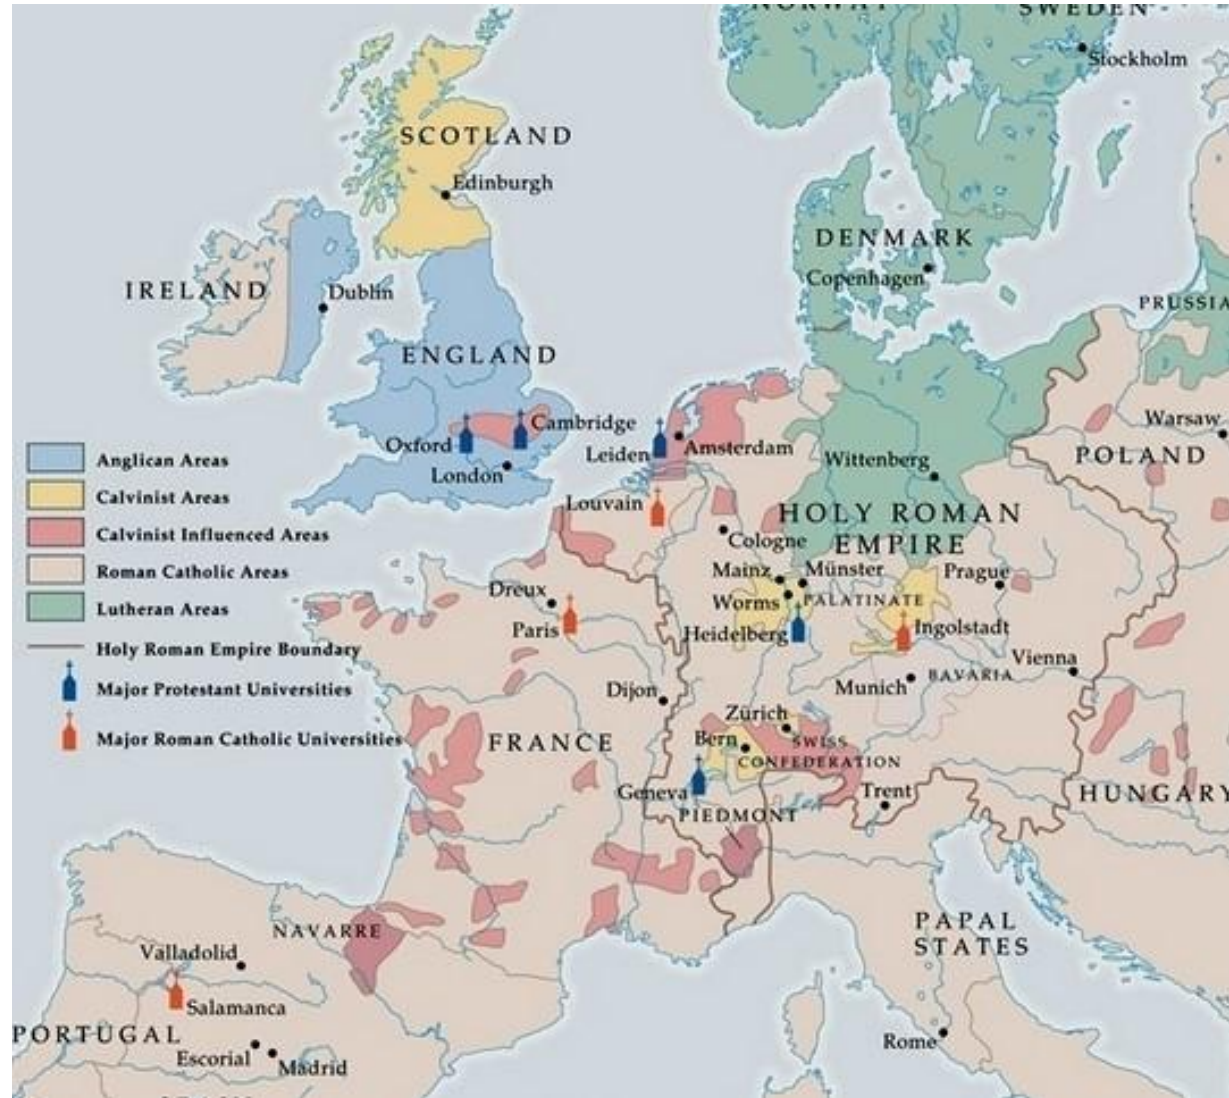 NORWAY
SWEDEN
Stockholm
SCOTLAND
Edinburgh
DENMARK
Copenhagen
IRELAND
Dublin
PRUSSIA
ENGLAND
Cambridge
Oxford
London
Leiden
Amsterdam
Warsaw
POLAND
Wittenberg
Louvain
HOLY ROMAN
EMPIRE
Cologne
Anglican Areas
Calvinist Areas
Calvinist Influenced Areas
Roman Catholic Areas
Lutheran Areas
Holy Roman Empire Boundary
Major Protestant Universities
Major Roman Catholic Universities
Mainz
Münster
Prague
Dreux
Worms
PALATINATE
Paris
Heidelberg
Ingolstadt
Vienna
Dijon
Munich
BAVARIA
Zürich
FRANCE
Bern
SWISS
CONFEDERATION
Geneva
Trent
HUNGARY
PIEDMONT
PAPAL
STATES
NAVARRE
Valladolid
Salamanca
PORTUGAL
Escorial
Madrid
Rome